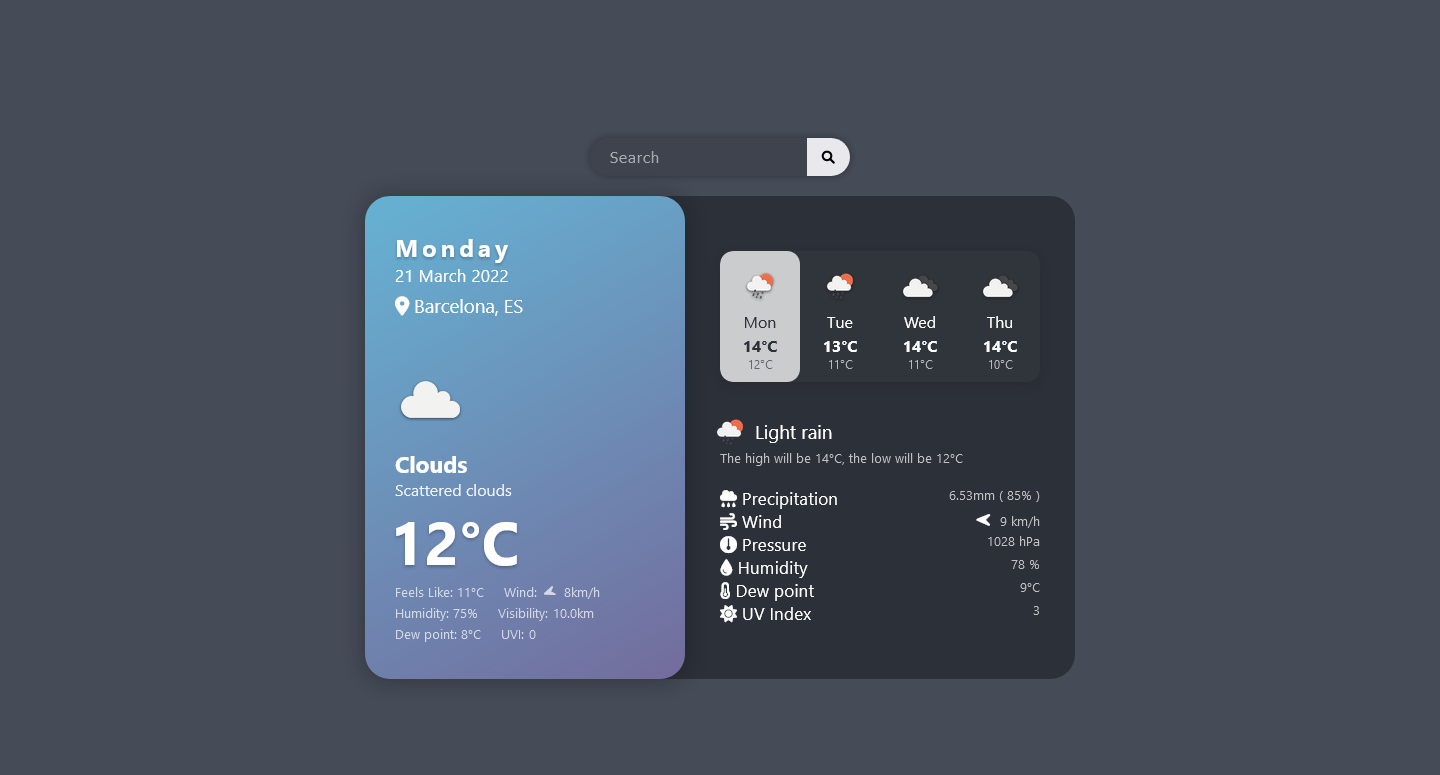 Search
Monday
21 March 2022
Barcelona, ES
Clouds
Scattered clouds
12°C
Feels Like: 11°C Wind: 8km/h
Humidity: 75% Visibility: 10.0km
Dew point: 8°C UVI: 0
Mon Tue Wed Thu
14°C 13°C 14°C 14°C
12°C 11°C 11°C 10°C
Light rain
The high will be 14°C, the low will be 12°C
Precipitation 6.53mm ( 85% )
Wind 9 km/h
Pressure 1028 hPa
Humidity 78 %
Dew point 9°C
UV Index 3